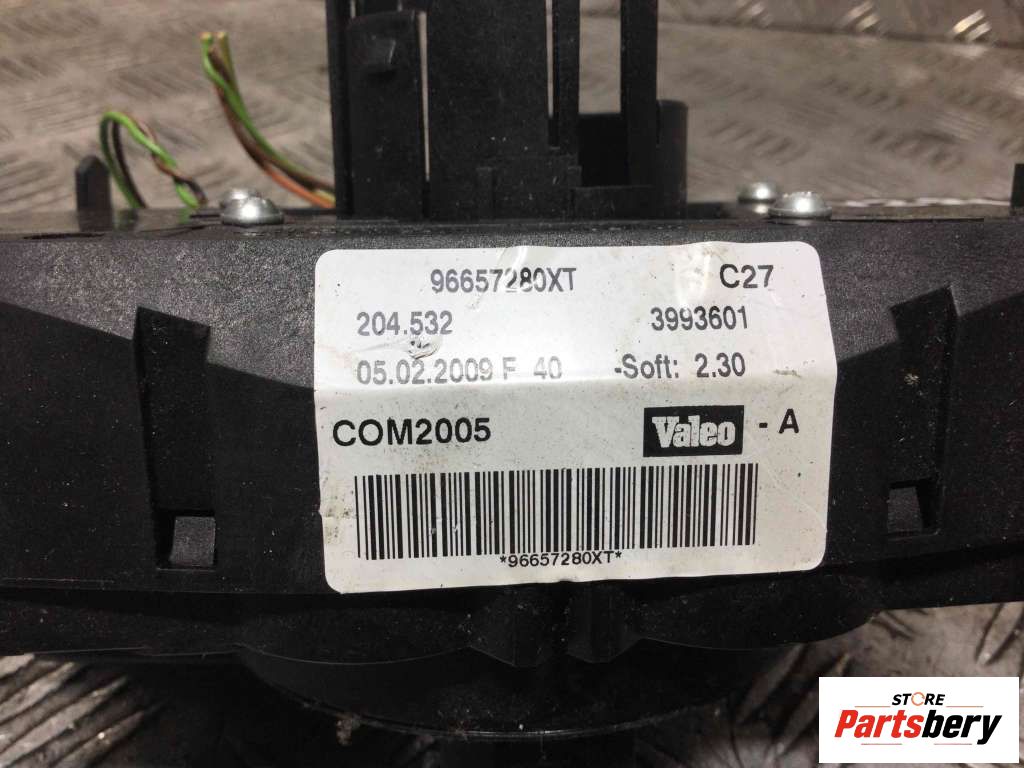 96657280XT C27
204.532 3993601
05.02.2009 F 40 -Soft: 2.30
COM2005 Valeo - A
*96657280XT*
STORE
Partsbery